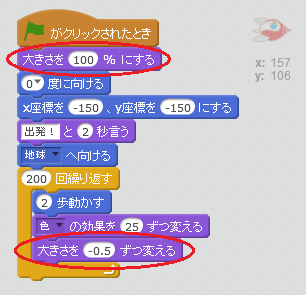 がクリックされたとき
大きさを 100 % にする
0 度に向ける
x座標を -150 、y座標を -150 にする
出発! と 2 秒言う
地球 へ向ける
200 回繰り返す
2 歩動かす
色 の効果を 25 ずつ変える
大きさを -0.5 ずつ変える
x: 157
y: 106